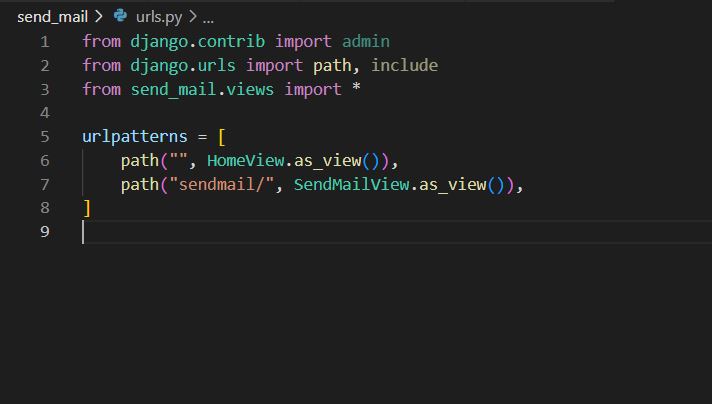 send_mail > urls.py > ...
1 from django.contrib import admin
2 from django.urls import path, include
3 from send_mail.views import *
4
5 urlpatterns = [
6     path("", HomeView.as_view()),
7     path("sendmail/", SendMailView.as_view()),
8 ]
9